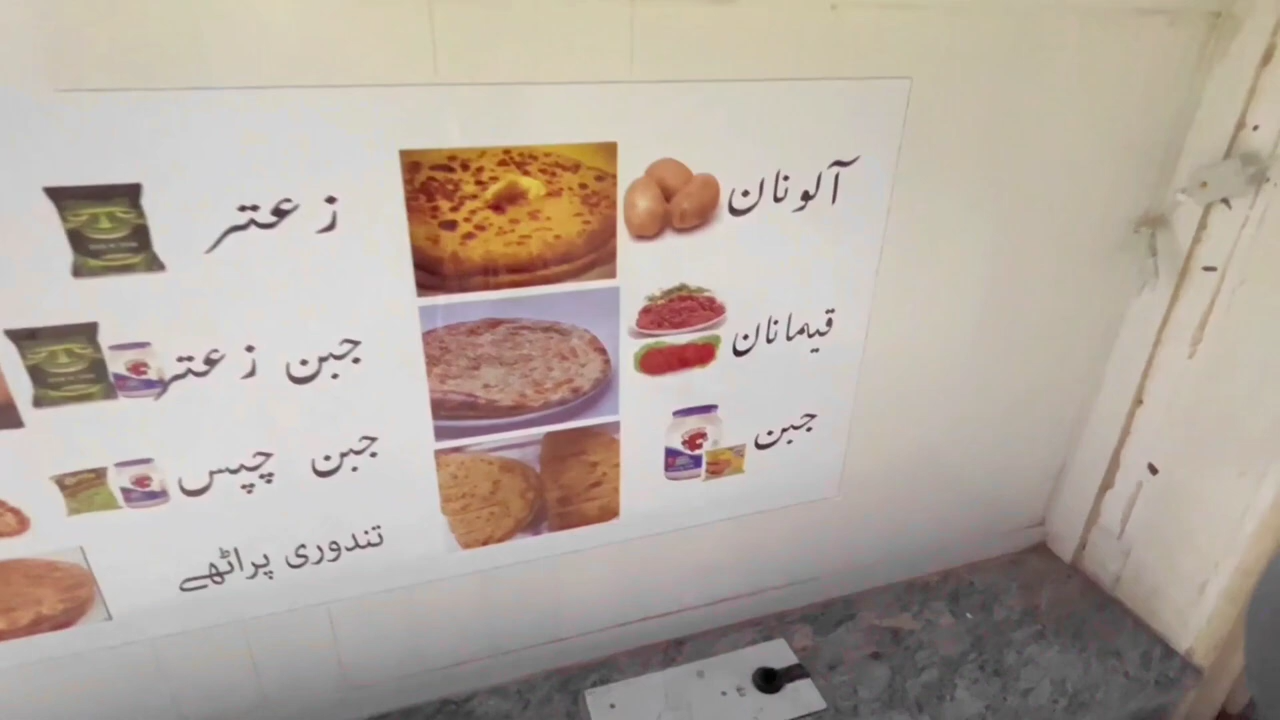 آلو نان
قیما نان
جبن
زعتر
جبن زعتر
جبن چپس
تندوری پراٹھے